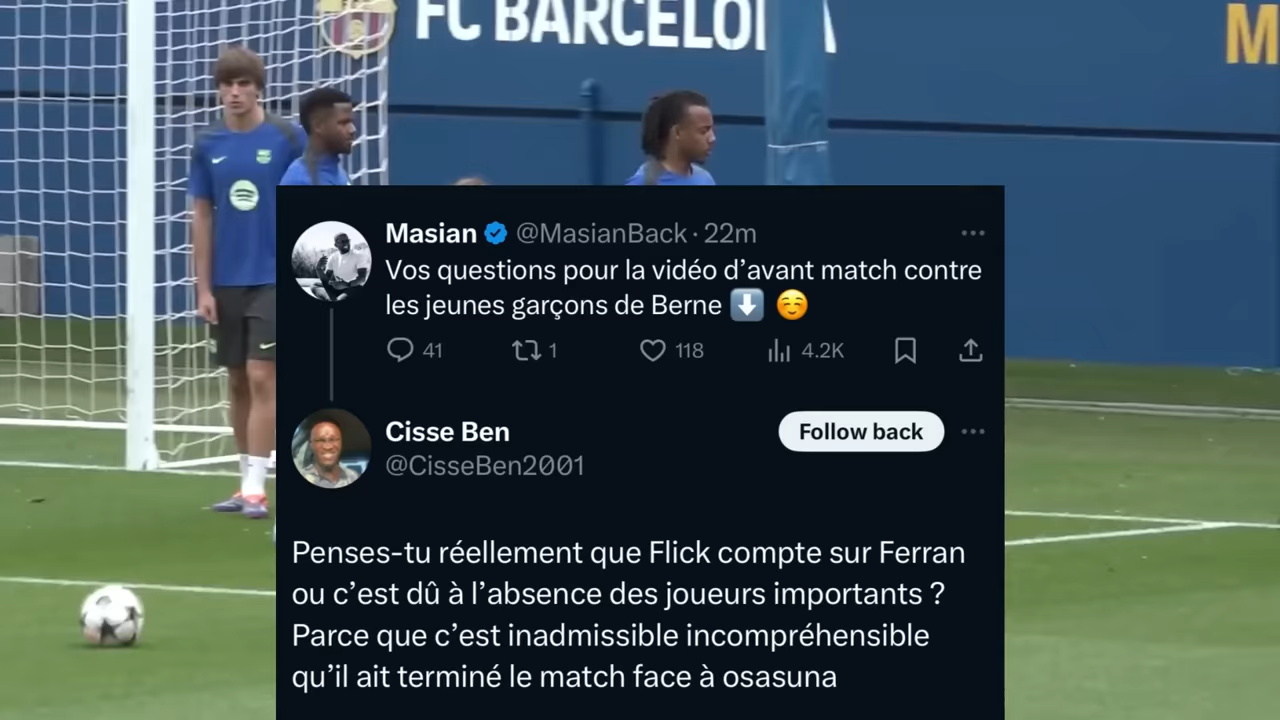 FC BARCELO
M
Masian @MasianBack · 22m
Vos questions pour la vidéo d’avant match contre
les jeunes garçons de Berne ⬇️ ☺️
41 1 118 4.2K
Cisse Ben
Follow back
@CisseBen2001
Penses-tu réellement que Flick compte sur Ferran
ou c’est dû à l’absence des joueurs importants ?
Parce que c’est inadmissible incompréhensible
qu’il ait terminé le match face à osasuna